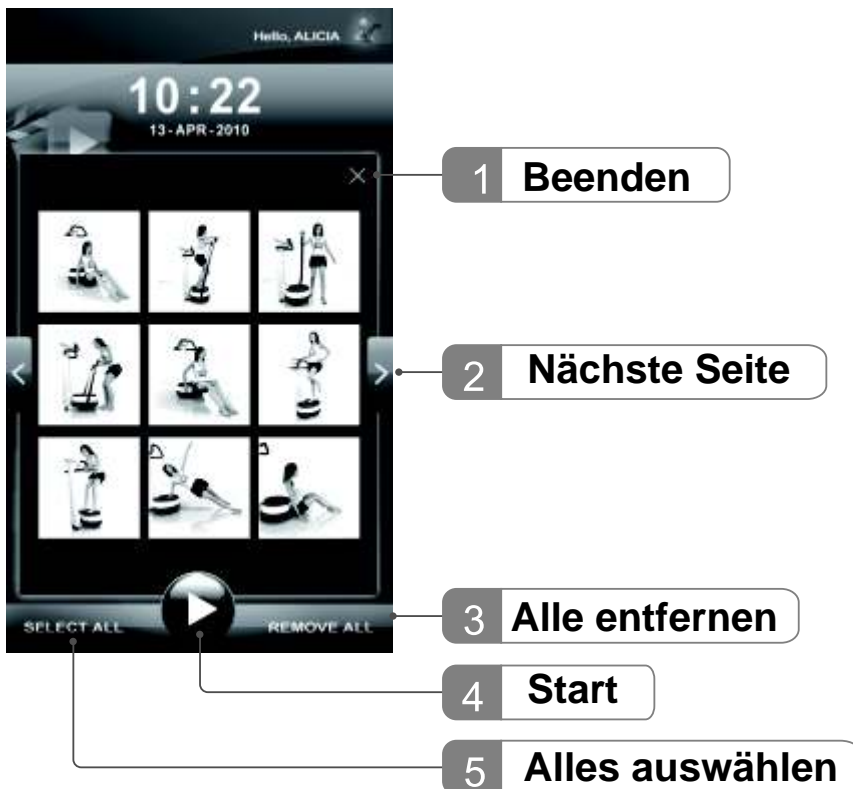 Hello, ALICIA
10:22
13-APR-2010
1 Beenden
2 Nächste Seite
SELECT ALL
REMOVE ALL
3 Alle entfernen
4 Start
5 Alles auswählen